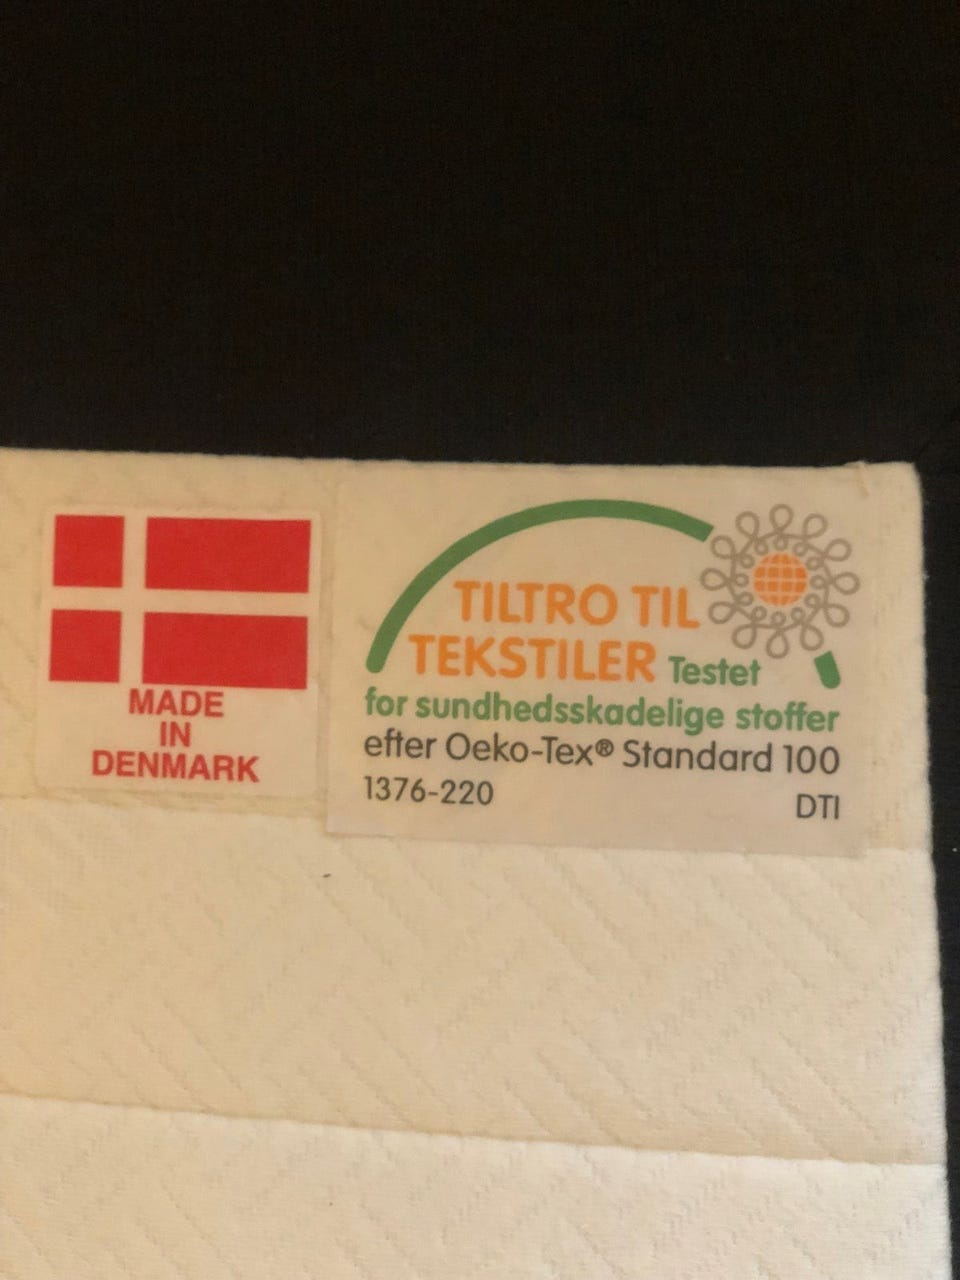 MADE
IN
DENMARK
TILTRO TIL
TEKSTILER Testet
for sundhedsskadelige stoffer
efter Oeko-Tex® Standard 100
1376-220 DTI